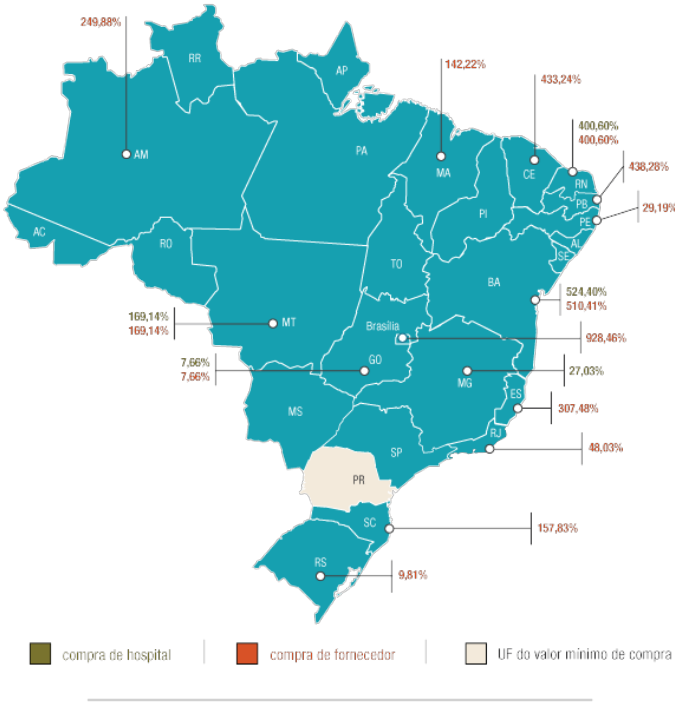 249,88%
RR
AP
142,22%
433,24%
400,60%
400,60%
AM
PA
MA
CE
RN
438,28%
PB
29,19%
PE
PI
AC
RO
TO
AL
SE
BA
524,40%
510,41%
169,14%
169,14%
MT
Brasília
928,46%
7,66%
7,66%
GO
27,03%
MG
MS
ES
307,48%
RJ
48,03%
SP
PR
SC
157,83%
RS
9,81%
compra de hospital
compra de fornecedor
UF do valor mínimo de compra